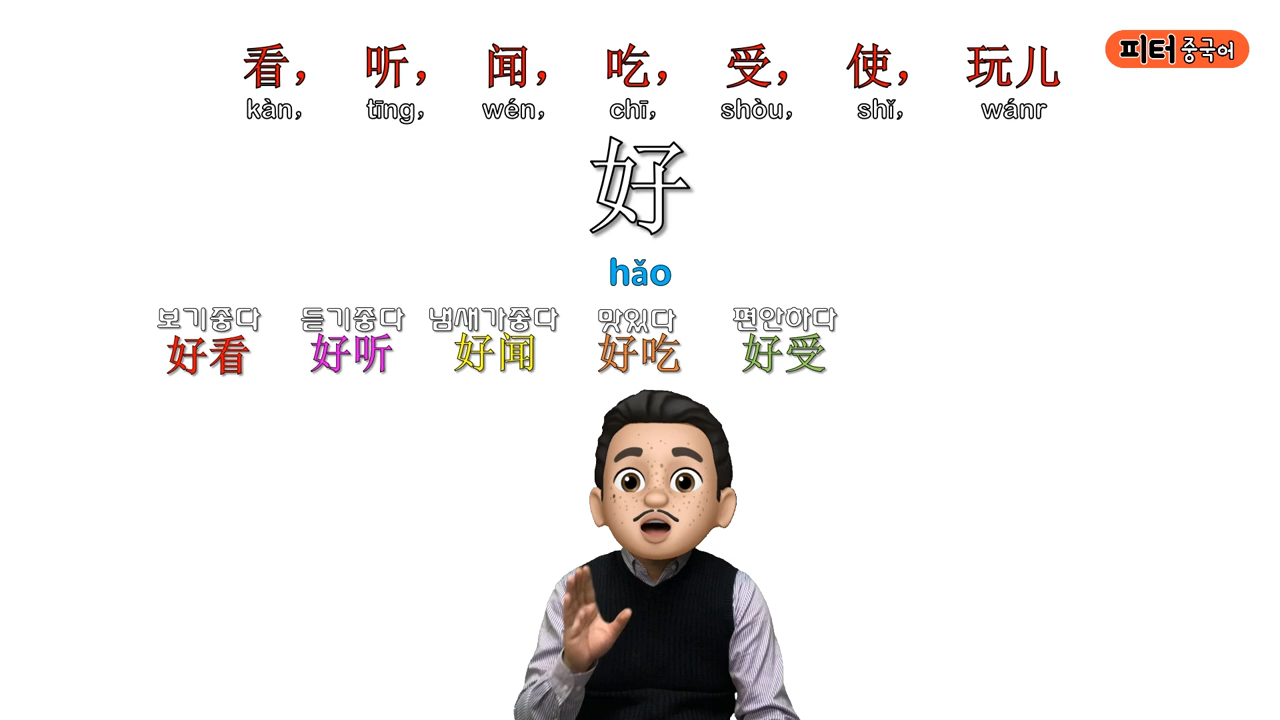 피터 중국어
看， 听， 闻， 吃， 受， 使， 玩儿
kàn， tīng， wén， chī， shòu， shǐ， wánr
好
hǎo
보기좋다 듣기좋다 냄새가좋다 맛있다 편안하다
好看 好听 好闻 好吃 好受